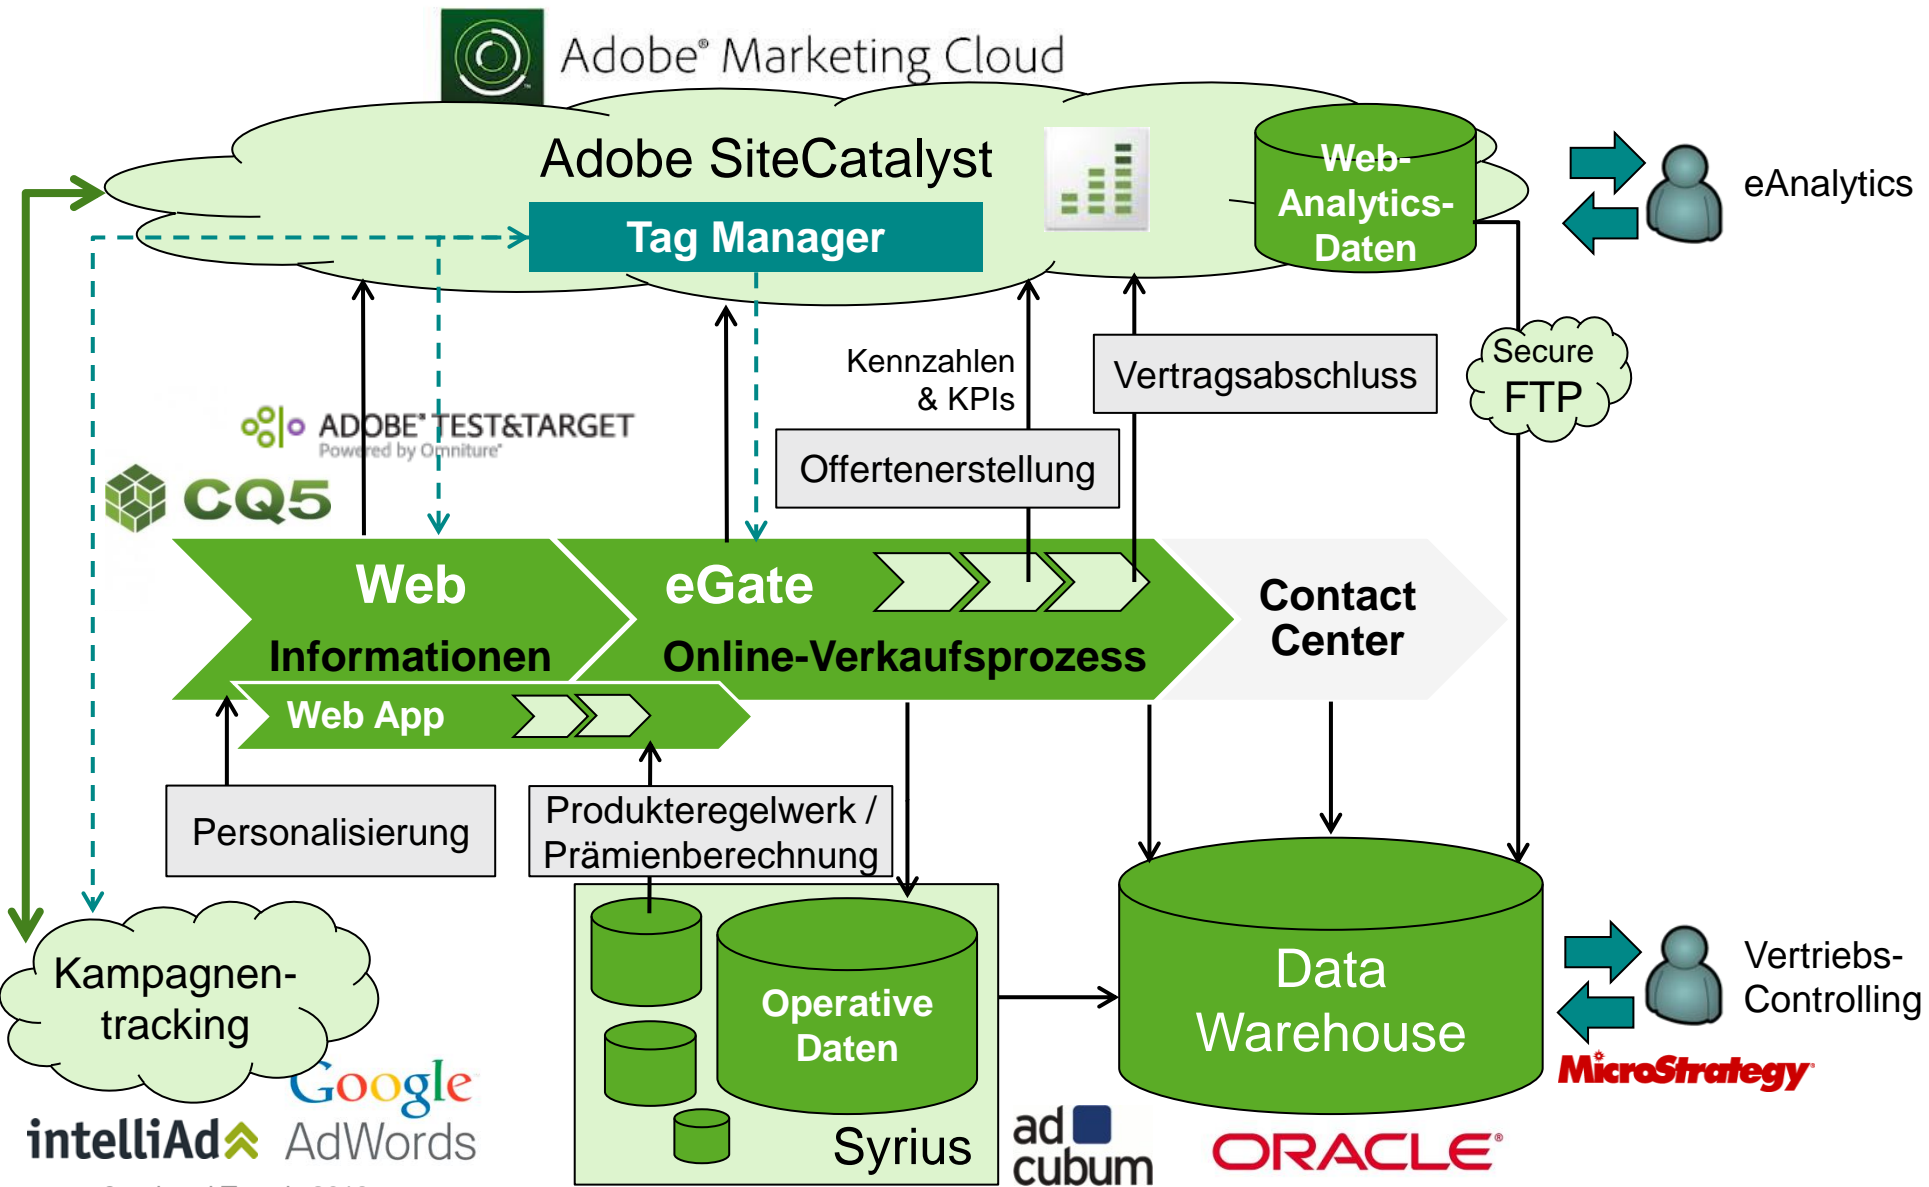 Adobe® Marketing Cloud
Adobe SiteCatalyst
Tag Manager
Web-
Analytics-
Daten
eAnalytics
Kennzahlen
& KPIs
Vertragsabschluss
Secure
FTP
ADOBE® TEST&TARGET
Powered by Omniture®
CQ5
Offertenerstellung
Web
Informationen
eGate
Online-Verkaufsprozess
Contact
Center
Web App
Personalisierung
Produkteregelwerk /
Prämienberechnung
Kampagnen-
tracking
Operative
Daten
Data
Warehouse
Vertriebs-
Controlling
MicroStrategy
Google
AdWords
intelliAd
Syrius
ad
cubum
ORACLE®